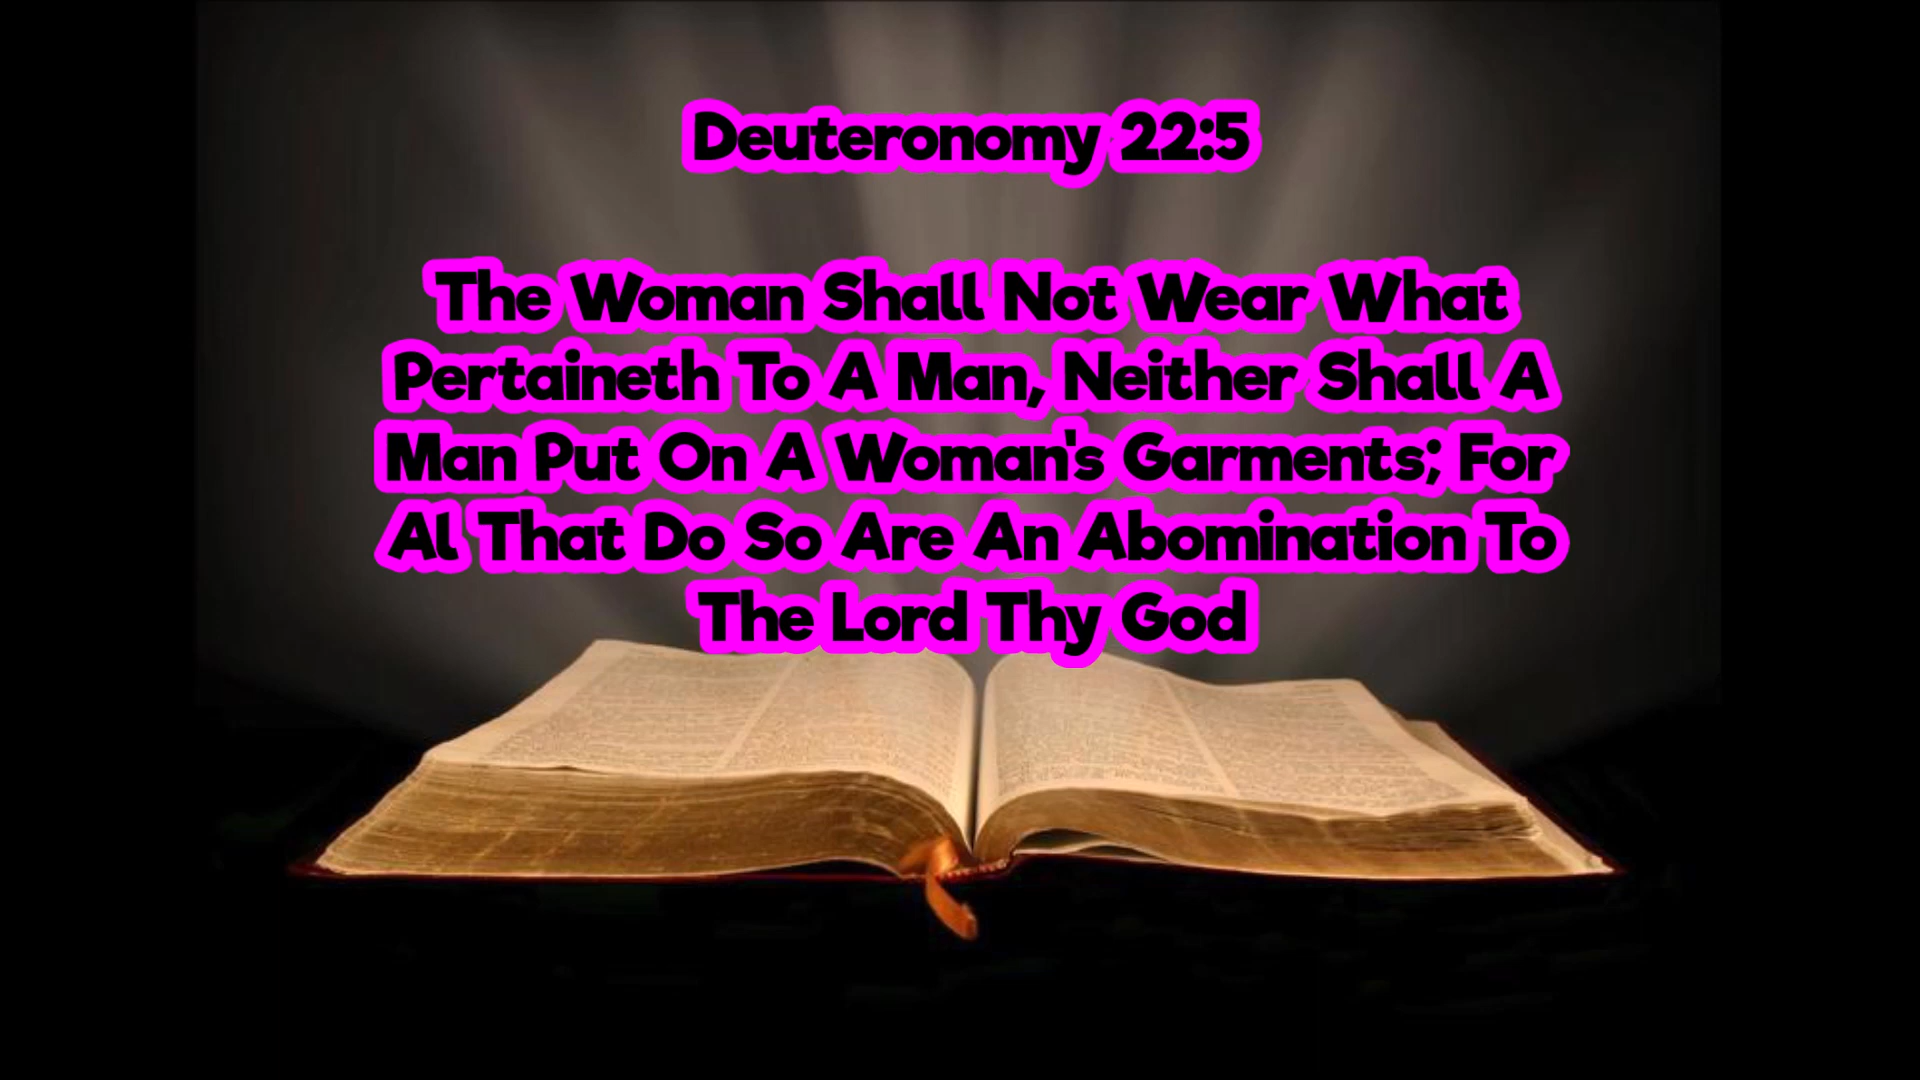 Deuteronomy 22:5
The Woman Shall Not Wear What
Pertaineth To A Man, Neither Shall A
Man Put On A Woman's Garments; For
Al That Do So Are An Abomination To
The Lord Thy God